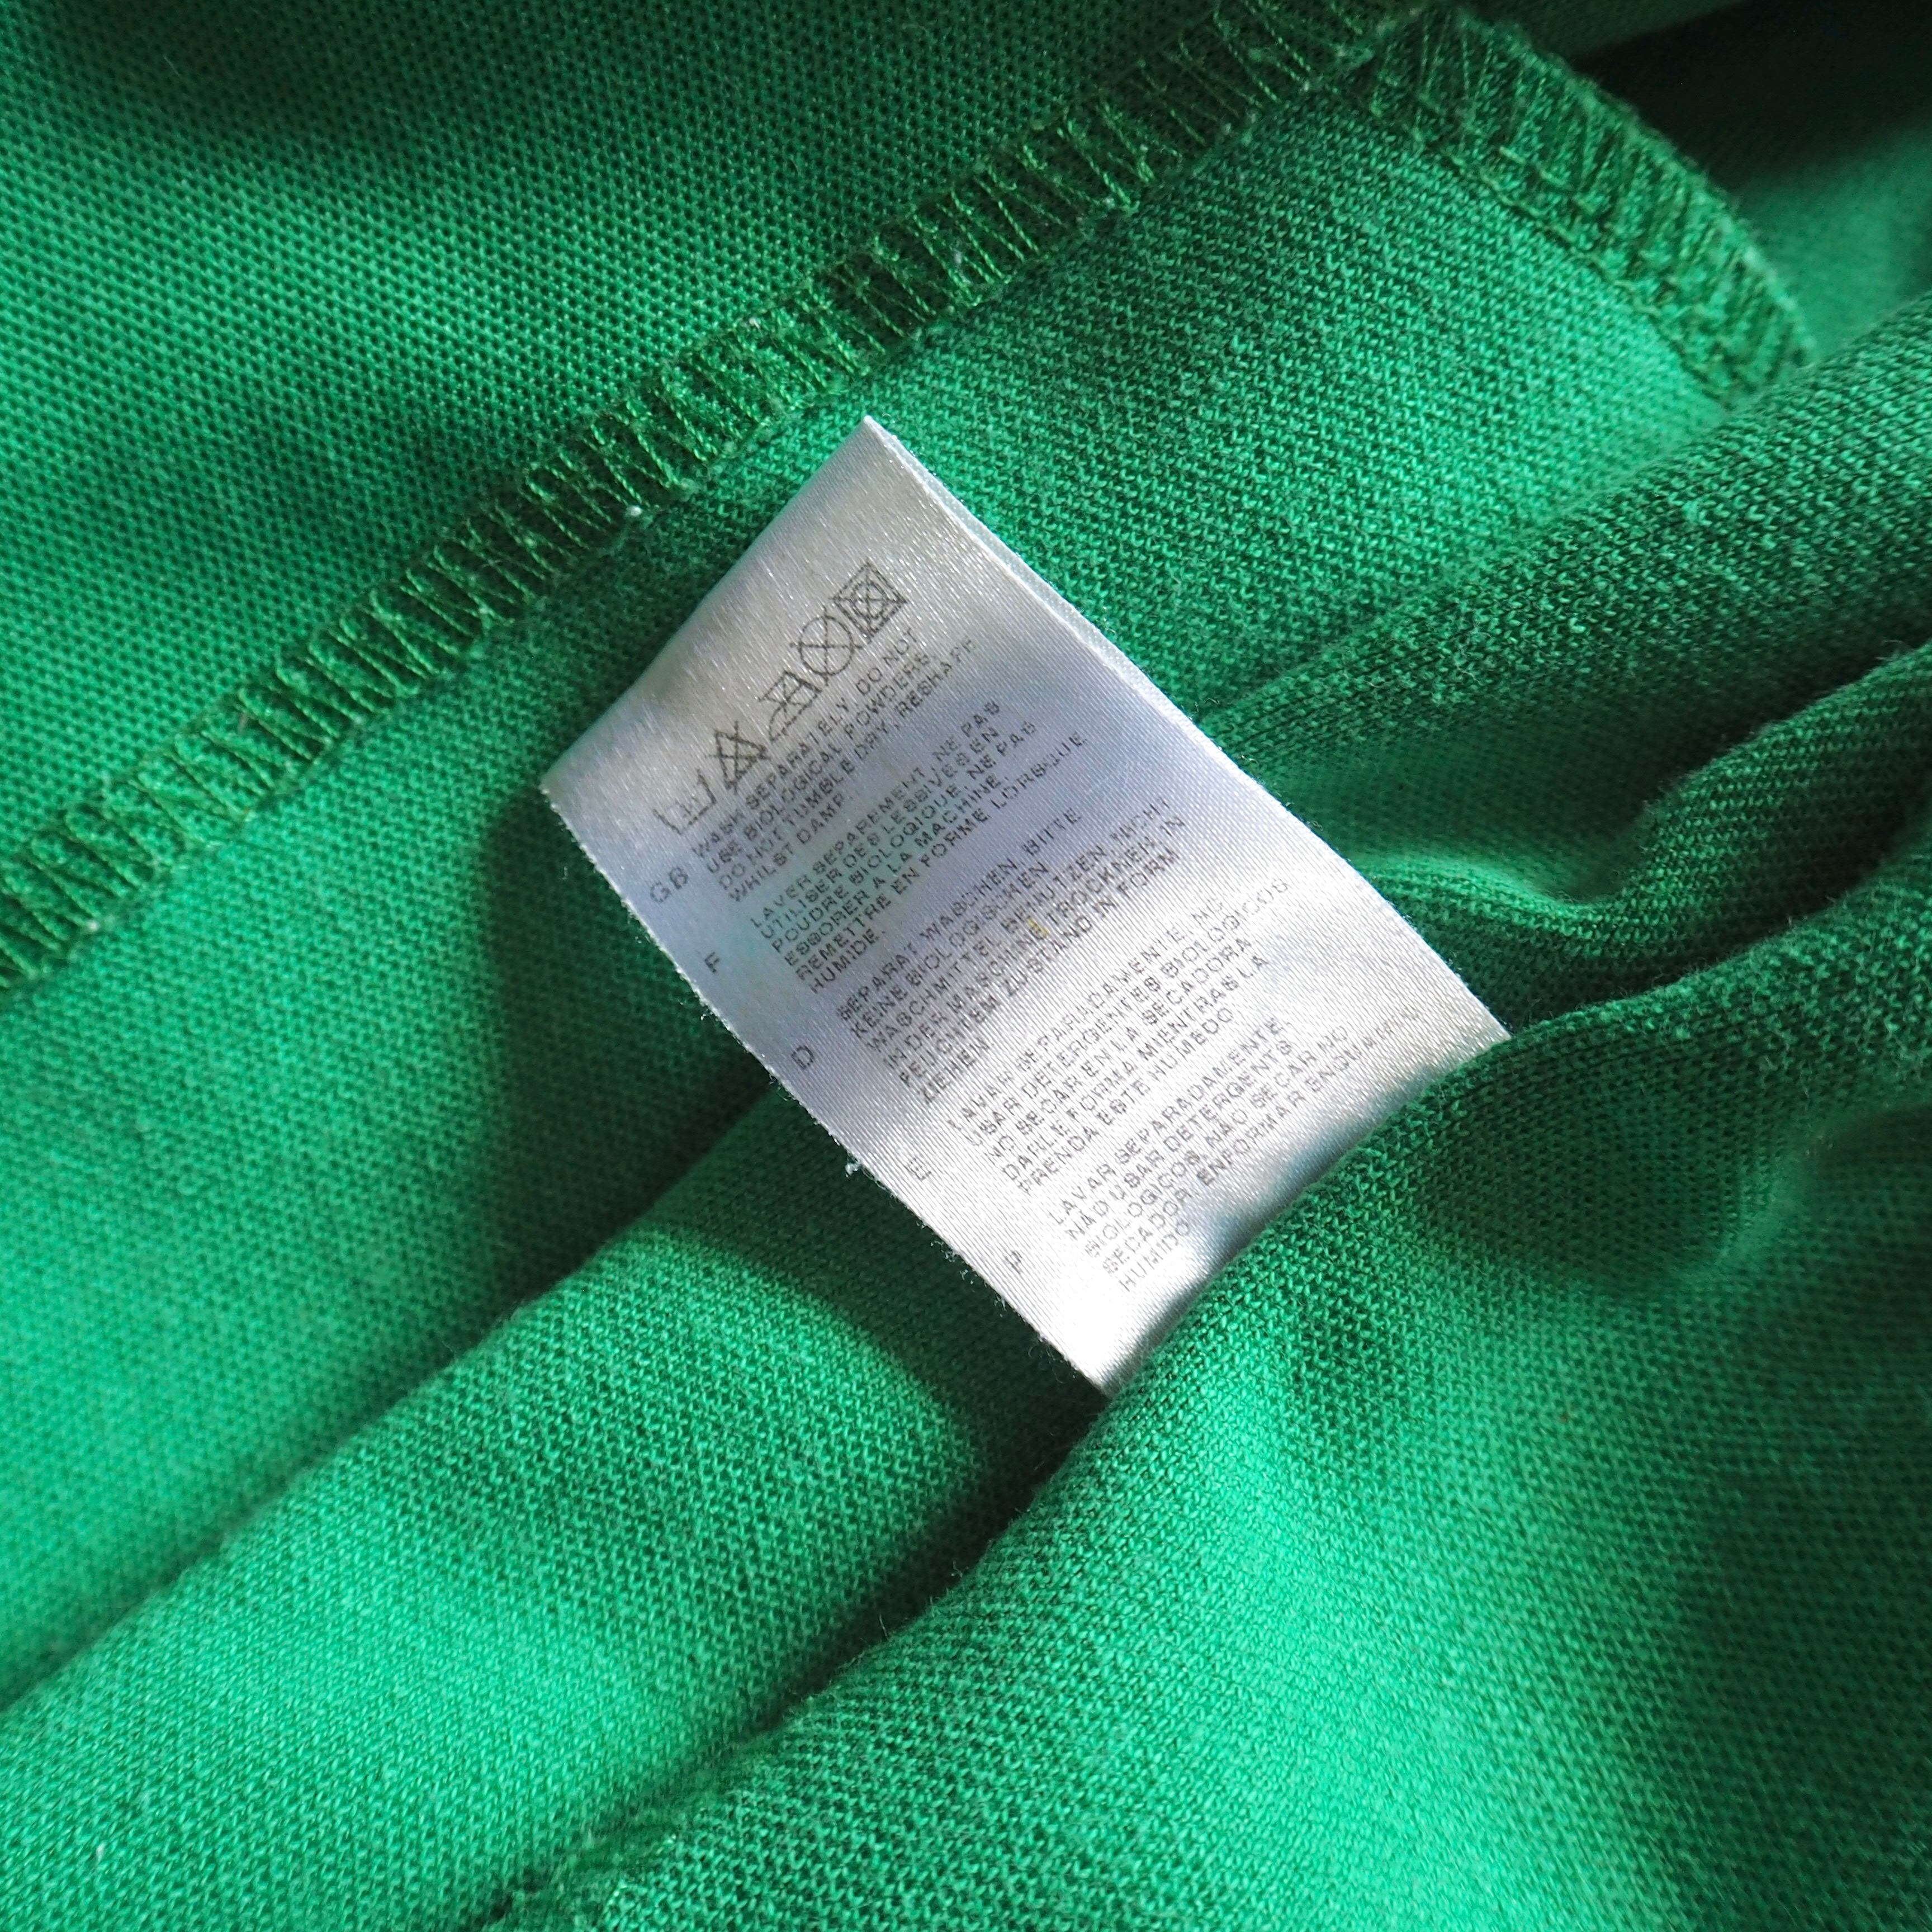 GB WASH SEPARATELY. DO NOT
USE BIOLOGICAL POWDERS.
DO NOT TUMBLE DRY. RESHAPE
WHILST DAMP.
F LAVER SEPAREMENT. NE PAS
UTILISER DES LESSIVES EN
POUDRE BIOLOGIQUE. NE PAS
ESSORER A LA MACHINE.
REMETTRE EN FORME LORSQUE
HUMIDE.
D SEPARAT WASCHEN BITTE
KEINE BIOLOGISCHEN
WASCHMITTEL BENUTZEN. NICHT
IN DER MASCHINE TROCKNEN. IN
FEUCHTEM ZUSTAND IN FORM
ZIEHEN.
E LAVAR SEPARADAMENTE. NO
USAR DETERGENTES BIOLOGICOS
NO SECAR EN LA SECADORA
DARLE FORMA MIENTRAS LA
PRENDA ESTE HUMEDO.
P LAVAR SEPARADAMENTE.
NÃO USAR DETERGENTS
BIOLOGICOS. NÃO SECAR NO
SECADOR. ENFORMAR
HUMIDO.